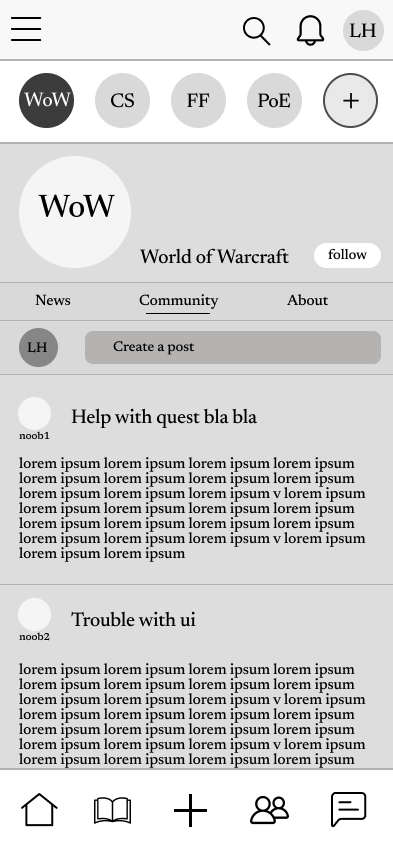 LH
WoW CS FF PoE
WoW
World of Warcraft follow
News Community About
LH Create a post
Help with quest bla bla
noob1
lorem ipsum lorem ipsum lorem ipsum lorem ipsum
lorem ipsum lorem ipsum lorem ipsum lorem ipsum
lorem ipsum lorem ipsum lorem ipsum v lorem ipsum
lorem ipsum lorem ipsum lorem ipsum lorem ipsum
lorem ipsum lorem ipsum lorem ipsum lorem ipsum
lorem ipsum lorem ipsum lorem ipsum v lorem ipsum
lorem ipsum lorem ipsum
Trouble with ui
noob2
lorem ipsum lorem ipsum lorem ipsum lorem ipsum
lorem ipsum lorem ipsum lorem ipsum lorem ipsum
lorem ipsum lorem ipsum lorem ipsum v lorem ipsum
lorem ipsum lorem ipsum lorem ipsum lorem ipsum
lorem ipsum lorem ipsum lorem ipsum lorem ipsum
lorem ipsum lorem ipsum lorem ipsum v lorem ipsum
lorem ipsum lorem ipsum lorem ipsum lorem ipsum